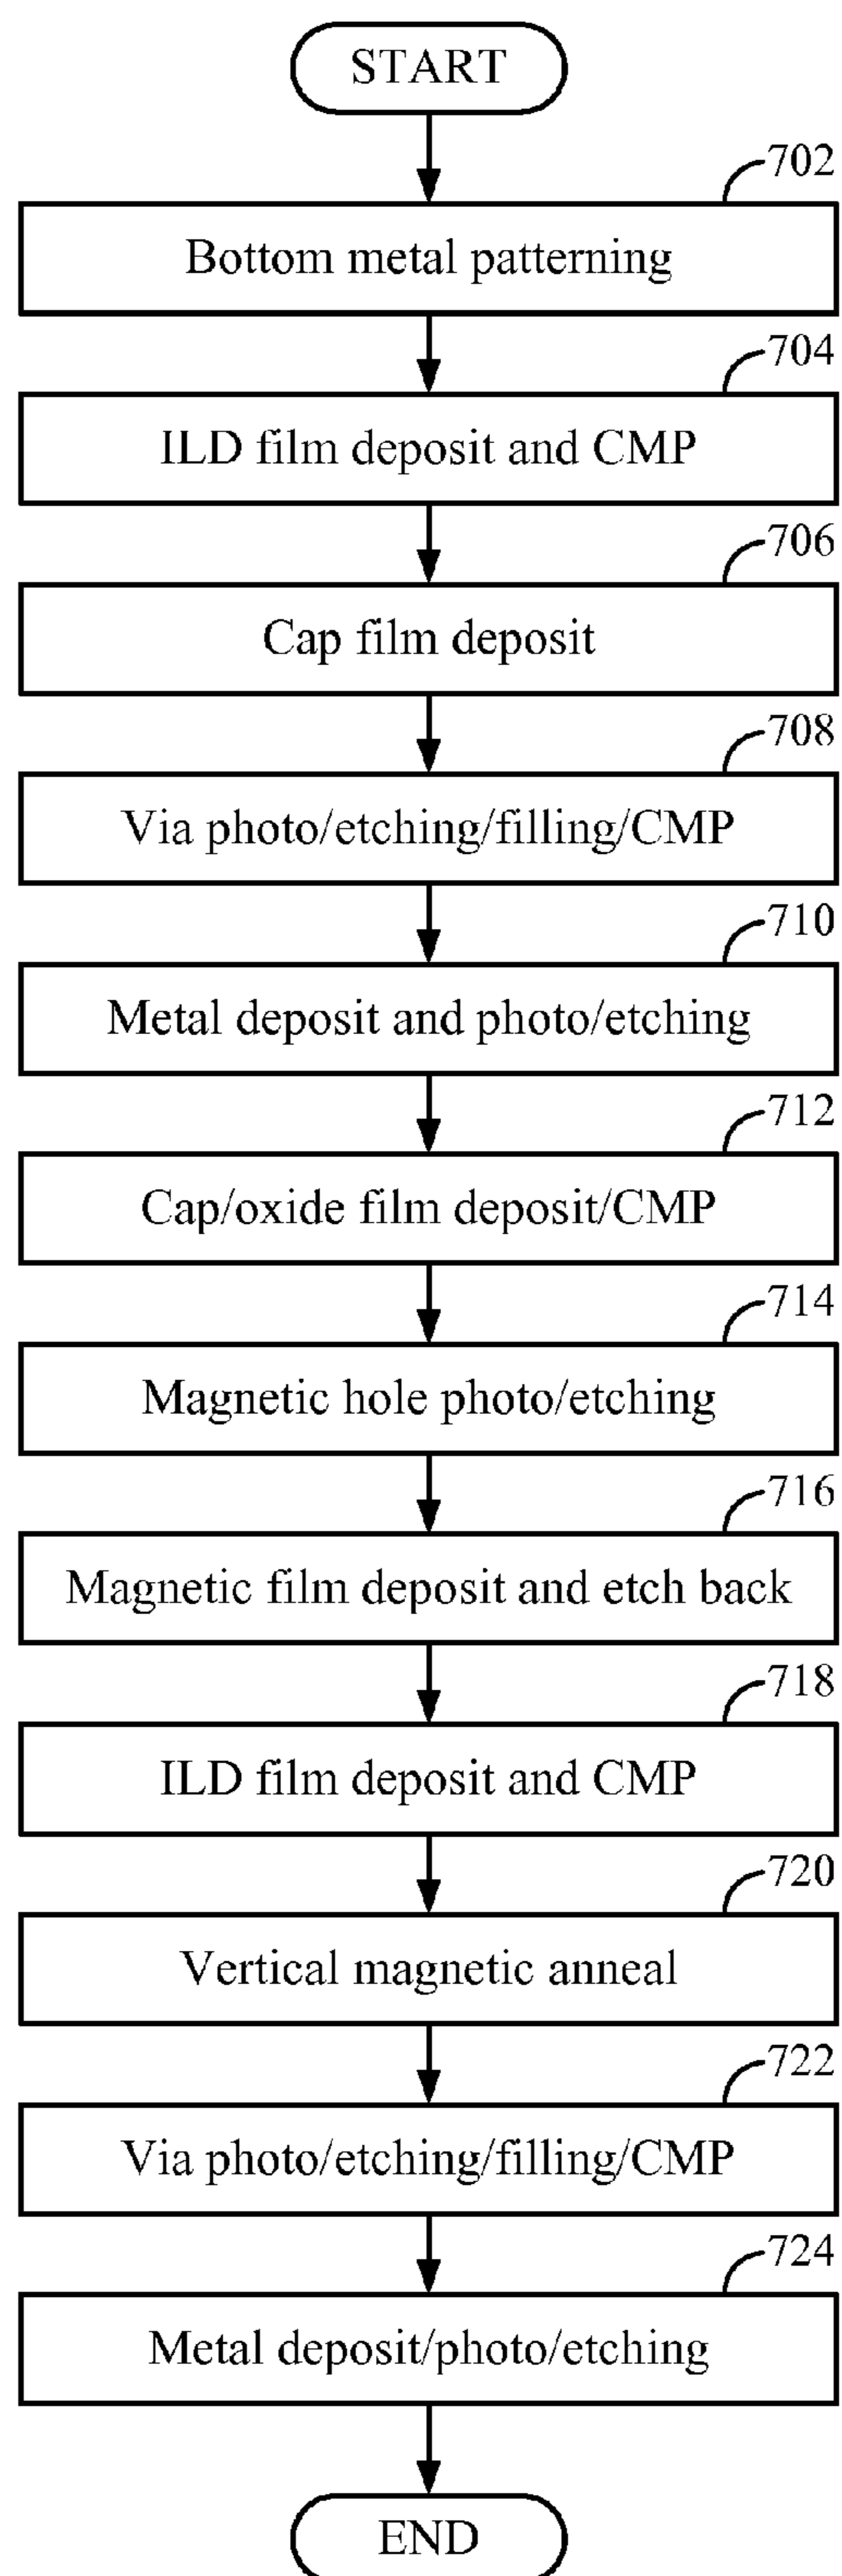 START
702
Bottom metal patterning
704
ILD film deposit and CMP
706
Cap film deposit
708
Via photo/etching/filling/CMP
710
Metal deposit and photo/etching
712
Cap/oxide film deposit/CMP
714
Magnetic hole photo/etching
716
Magnetic film deposit and etch back
718
ILD film deposit and CMP
720
Vertical magnetic anneal
722
Via photo/etching/filling/CMP
724
Metal deposit/photo/etching
END